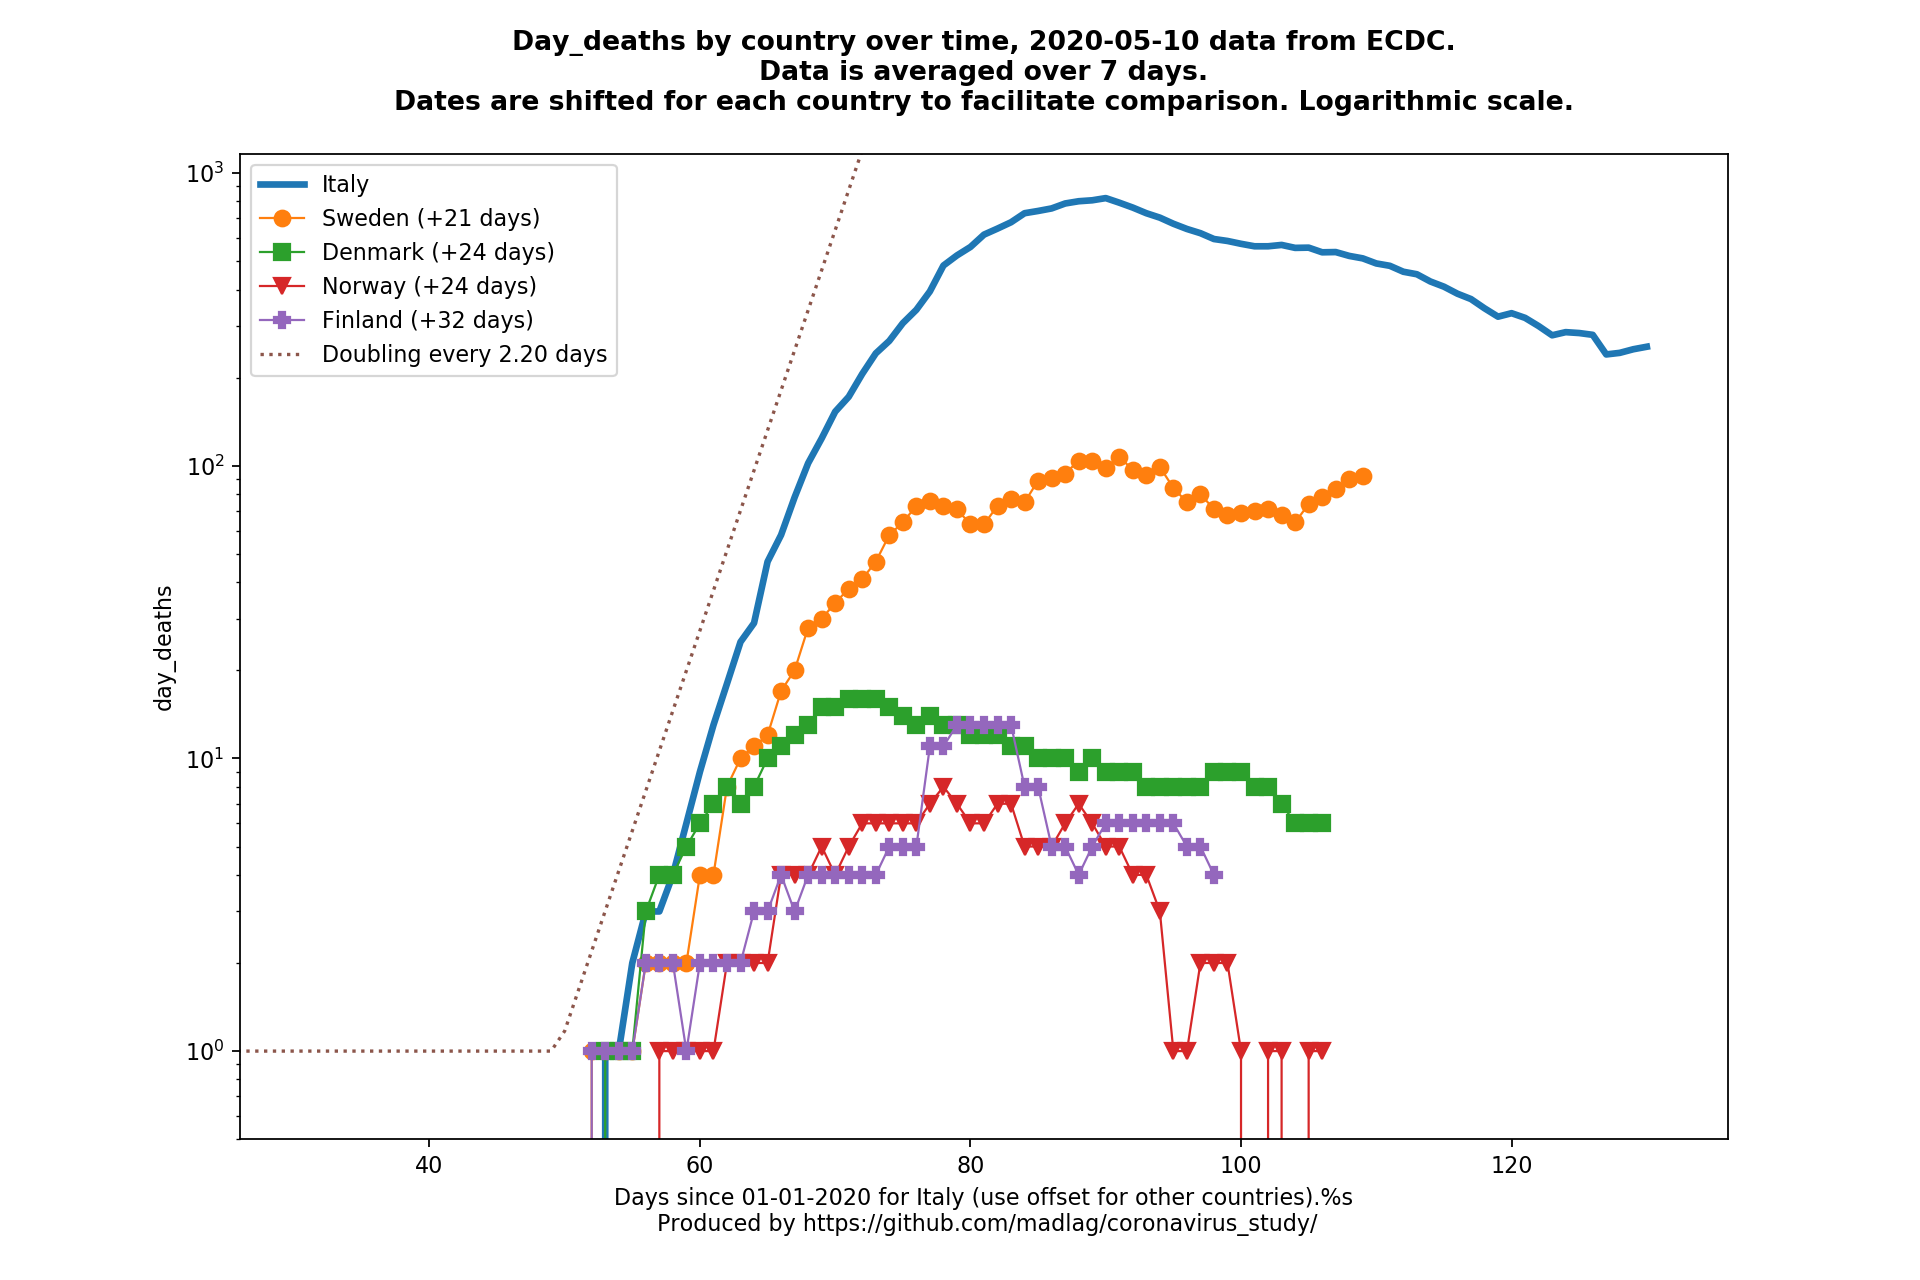 Day_deaths by country over time, 2020-05-10 data from ECDC.
Data is averaged over 7 days.
Dates are shifted for each country to facilitate comparison. Logarithmic scale.
Italy
Sweden (+21 days)
Denmark (+24 days)
Norway (+24 days)
Finland (+32 days)
Doubling every 2.20 days
10³
10²
10¹
10⁰
day_deaths
40 60 80 100 120
Days since 01-01-2020 for Italy (use offset for other countries).%s
Produced by https://github.com/madlag/coronavirus_study/